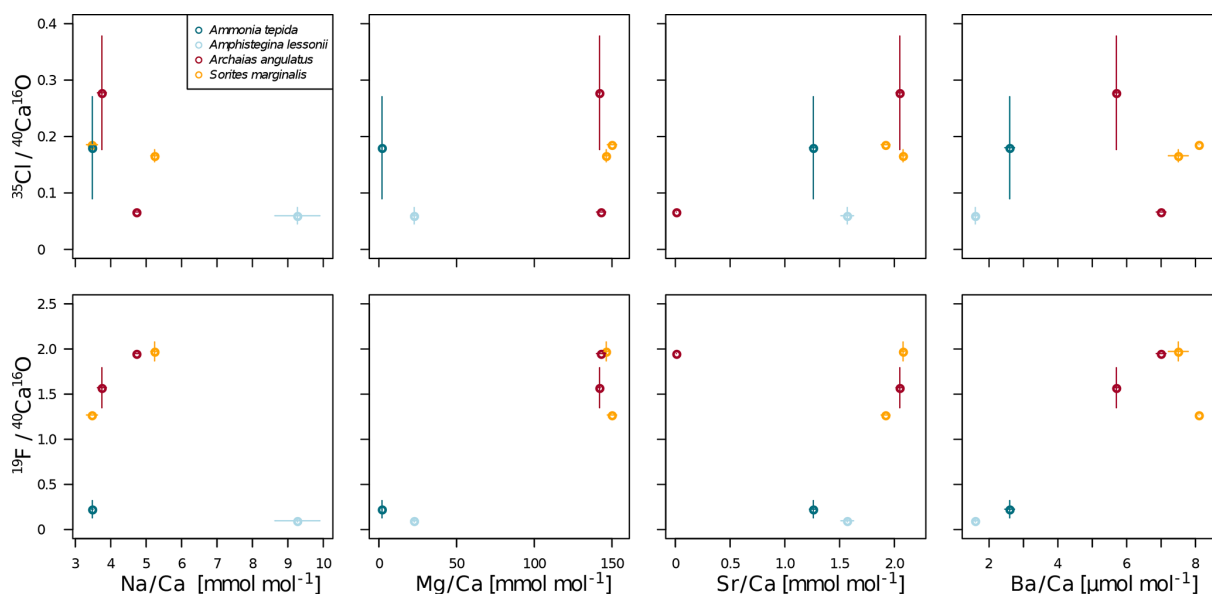 0.4
0.3
0.2
0.1
0
³⁵Cl / ⁴⁰Ca¹⁶O
Ammonia tepida
Amphistegina lessonii
Archaias angulatus
Sorites marginalis
2.5
2.0
1.5
1.0
0.5
0
¹⁹F / ⁴⁰Ca¹⁶O
3 4 5 6 7 8 9 10
0 50 100 150
0 0.5 1.0 1.5 2.0
2 4 6 8
Na/Ca [mmol mol⁻¹]
Mg/Ca [mmol mol⁻¹]
Sr/Ca [mmol mol⁻¹]
Ba/Ca [µmol mol⁻¹]